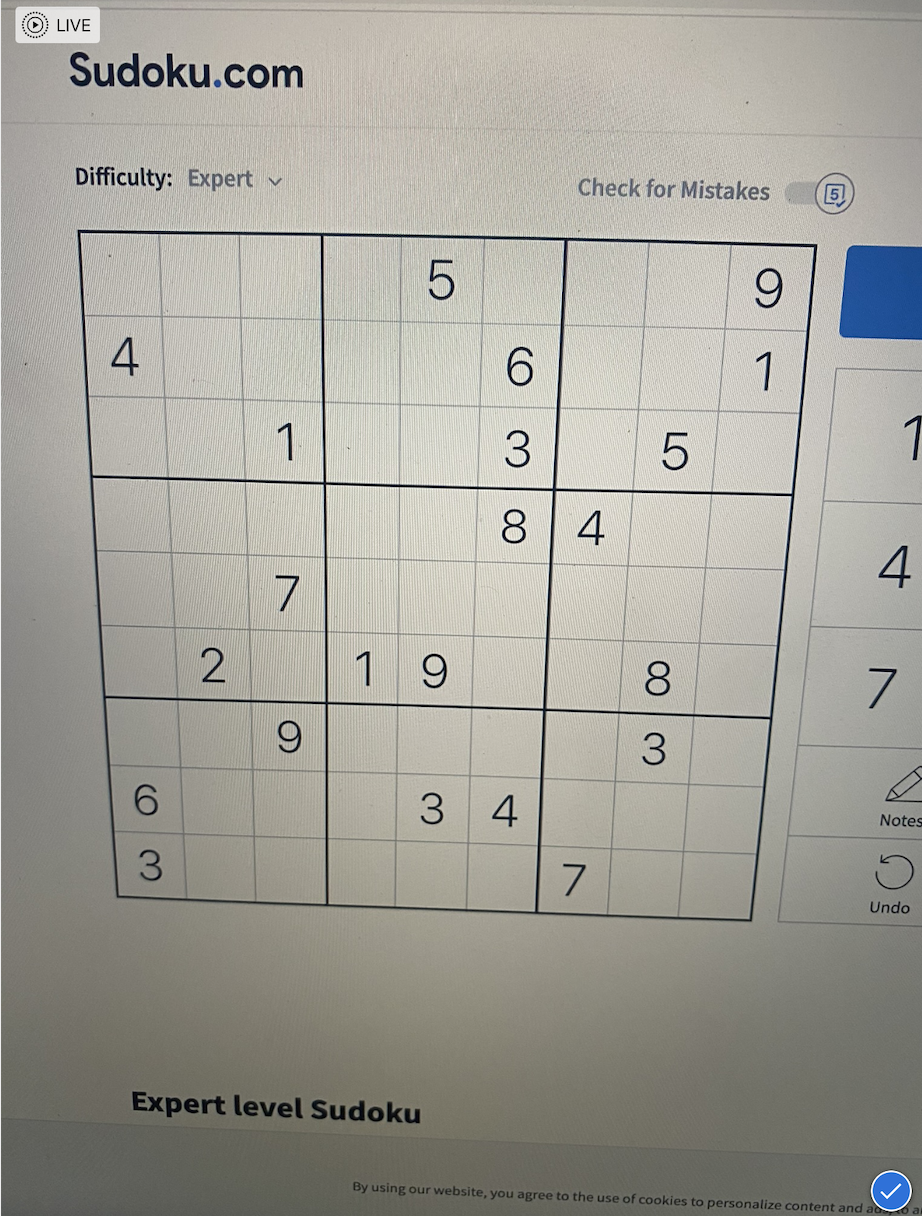 LIVE
Sudoku.com
Difficulty: Expert
Check for Mistakes 5
5 9
4 6 1
1 3 5
8 4
7
2 1 9 8
9 3
6 3 4
3 7
1
4
7
Notes
Undo
Expert level Sudoku
By using our website, you agree to the use of cookies to personalize content and